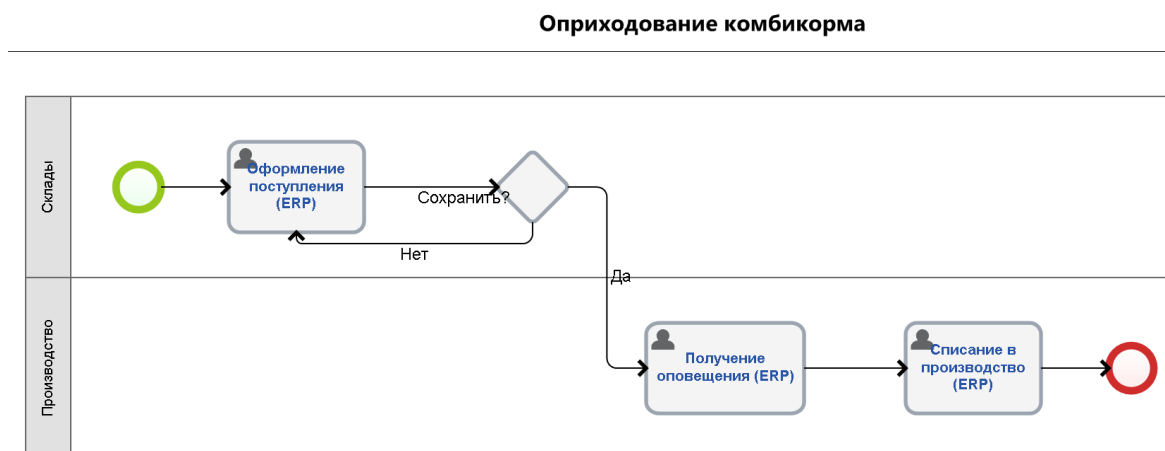 Оприходование комбикорма
Склады
Оформление
поступления
(ERP)
Сохранить?
Нет
Да
Производство
Получение
оповещения (ERP)
Списание в
производство
(ERP)